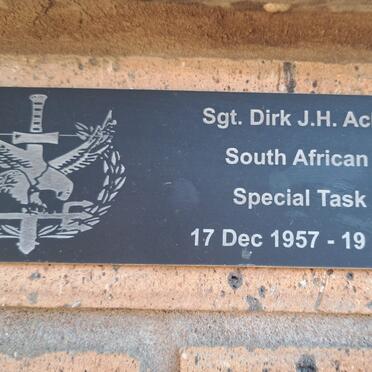 Sgt. Dirk J.H. Ac
South African
Special Task
17 Dec 1957 - 19